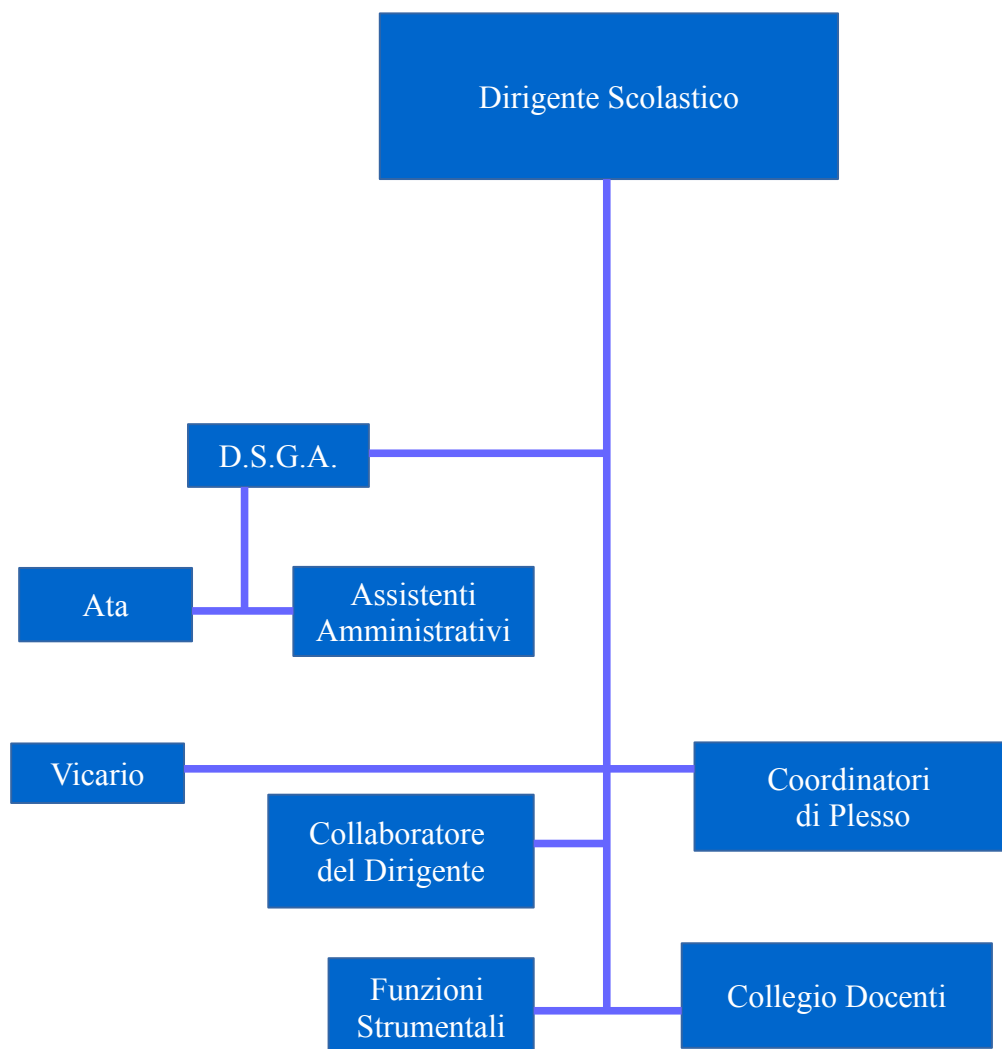 Dirigente Scolastico
D.S.G.A.
Ata
Assistenti
Amministrativi
Vicario
Coordinatori
di Plesso
Collaboratore
del Dirigente
Funzioni
Strumentali
Collegio Docenti